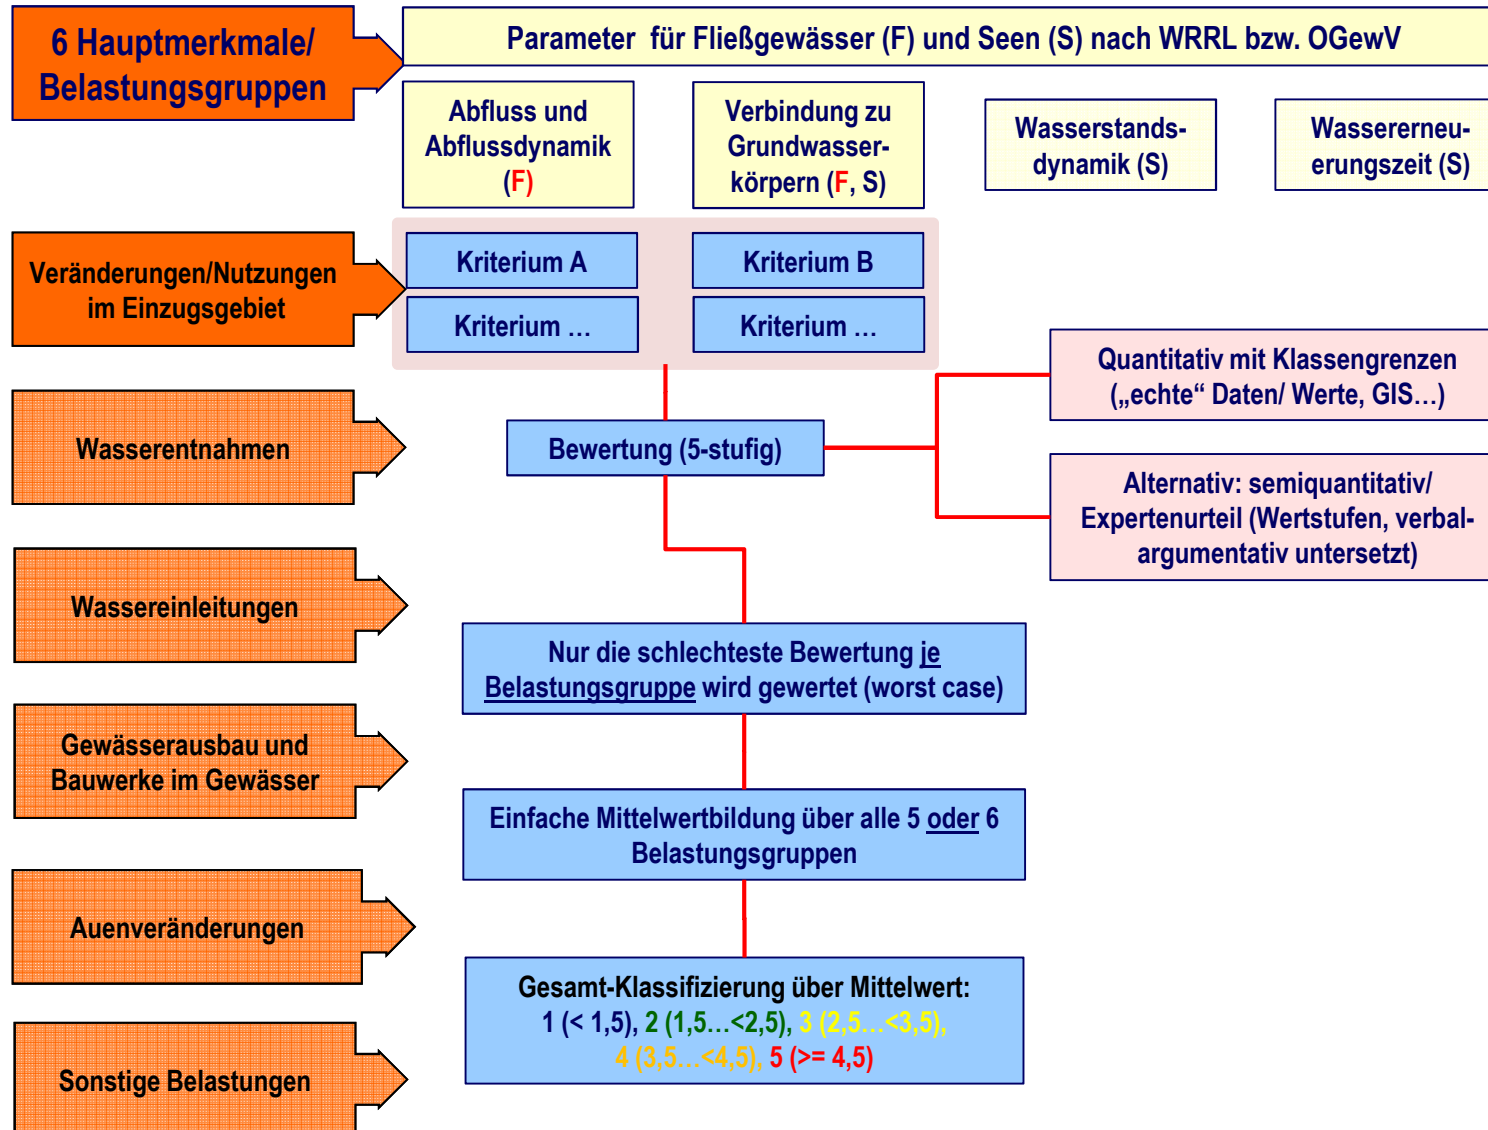 6 Hauptmerkmale/
Belastungsgruppen
Parameter für Fließgewässer (F) und Seen (S) nach WRRL bzw. OGewV
Abfluss und
Abflussdynamik
(F)
Verbindung zu
Grundwasser-
körpern (F, S)
Wasserstands-
dynamik (S)
Wassererneu-
erungszeit (S)
Veränderungen/Nutzungen
im Einzugsgebiet
Kriterium A
Kriterium B
Kriterium …
Kriterium …
Quantitativ mit Klassengrenzen
(„echte“ Daten/ Werte, GIS…)
Wasserentnahmen
Bewertung (5-stufig)
Alternativ: semiquantitativ/
Expertenurteil (Wertstufen, verbal-
argumentativ untersetzt)
Wassereinleitungen
Nur die schlechteste Bewertung je
Belastungsgruppe wird gewertet (worst case)
Gewässerausbau und
Bauwerke im Gewässer
Einfache Mittelwertbildung über alle 5 oder 6
Belastungsgruppen
Auenveränderungen
Gesamt-Klassifizierung über Mittelwert:
1 (< 1,5), 2 (1,5…<2,5), 3 (2,5…<3,5),
4 (3,5…<4,5), 5 (>= 4,5)
Sonstige Belastungen